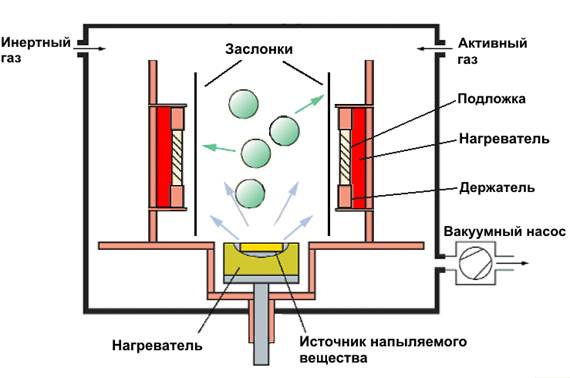 Инертный
газ
Заслонки
Активный
газ
Подложка
Нагреватель
Держатель
Вакуумный насос
Нагреватель
Источник напыляемого
вещества